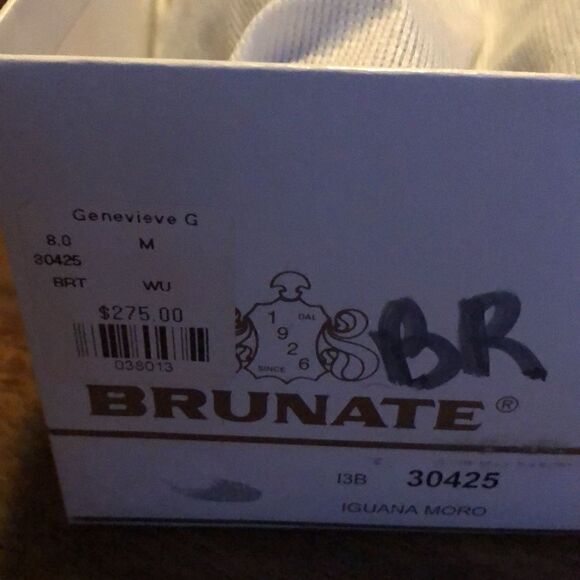 Genevieve G
8.0 M
30425
BRT WU
$275.00
038013
1 DAL
9
2
SINCE 6
BR
BRUNATE®
I3B 30425
IGUANA MORO